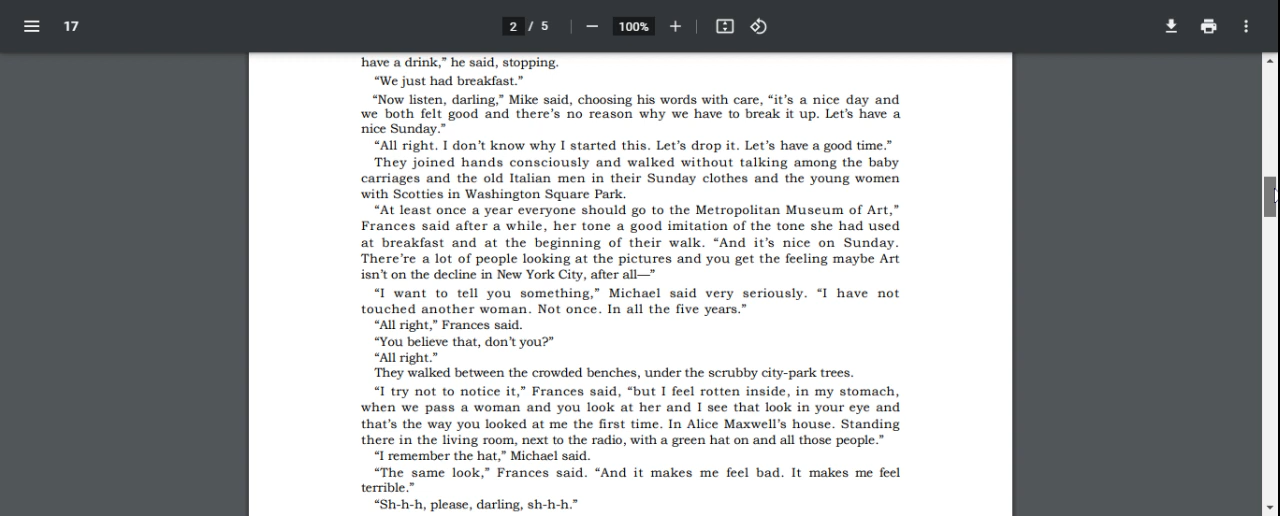 17
2 / 5
100%
have a drink,” he said, stopping.
“We just had breakfast.”
“Now listen, darling,” Mike said, choosing his words with care, “it’s a nice day and
we both felt good and there’s no reason why we have to break it up. Let’s have a
nice Sunday.”
“All right. I don’t know why I started this. Let’s drop it. Let’s have a good time.”
They joined hands consciously and walked without talking among the baby
carriages and the old Italian men in their Sunday clothes and the young women
with Scotties in Washington Square Park.
“At least once a year everyone should go to the Metropolitan Museum of Art,”
Frances said after a while, her tone a good imitation of the tone she had used
at breakfast and at the beginning of their walk. “And it’s nice on Sunday.
There’re a lot of people looking at the pictures and you get the feeling maybe Art
isn’t on the decline in New York City, after all—”
“I want to tell you something,” Michael said very seriously. “I have not
touched another woman. Not once. In all the five years.”
“All right,” Frances said.
“You believe that, don’t you?”
“All right.”
They walked between the crowded benches, under the scrubby city-park trees.
“I try not to notice it,” Frances said, “but I feel rotten inside, in my stomach,
when we pass a woman and you look at her and I see that look in your eye and
that’s the way you looked at me the first time. In Alice Maxwell’s house. Standing
there in the living room, next to the radio, with a green hat on and all those people.”
“I remember the hat,” Michael said.
“The same look,” Frances said. “And it makes me feel bad. It makes me feel
terrible.”
“Sh-h-h, please, darling, sh-h-h.”